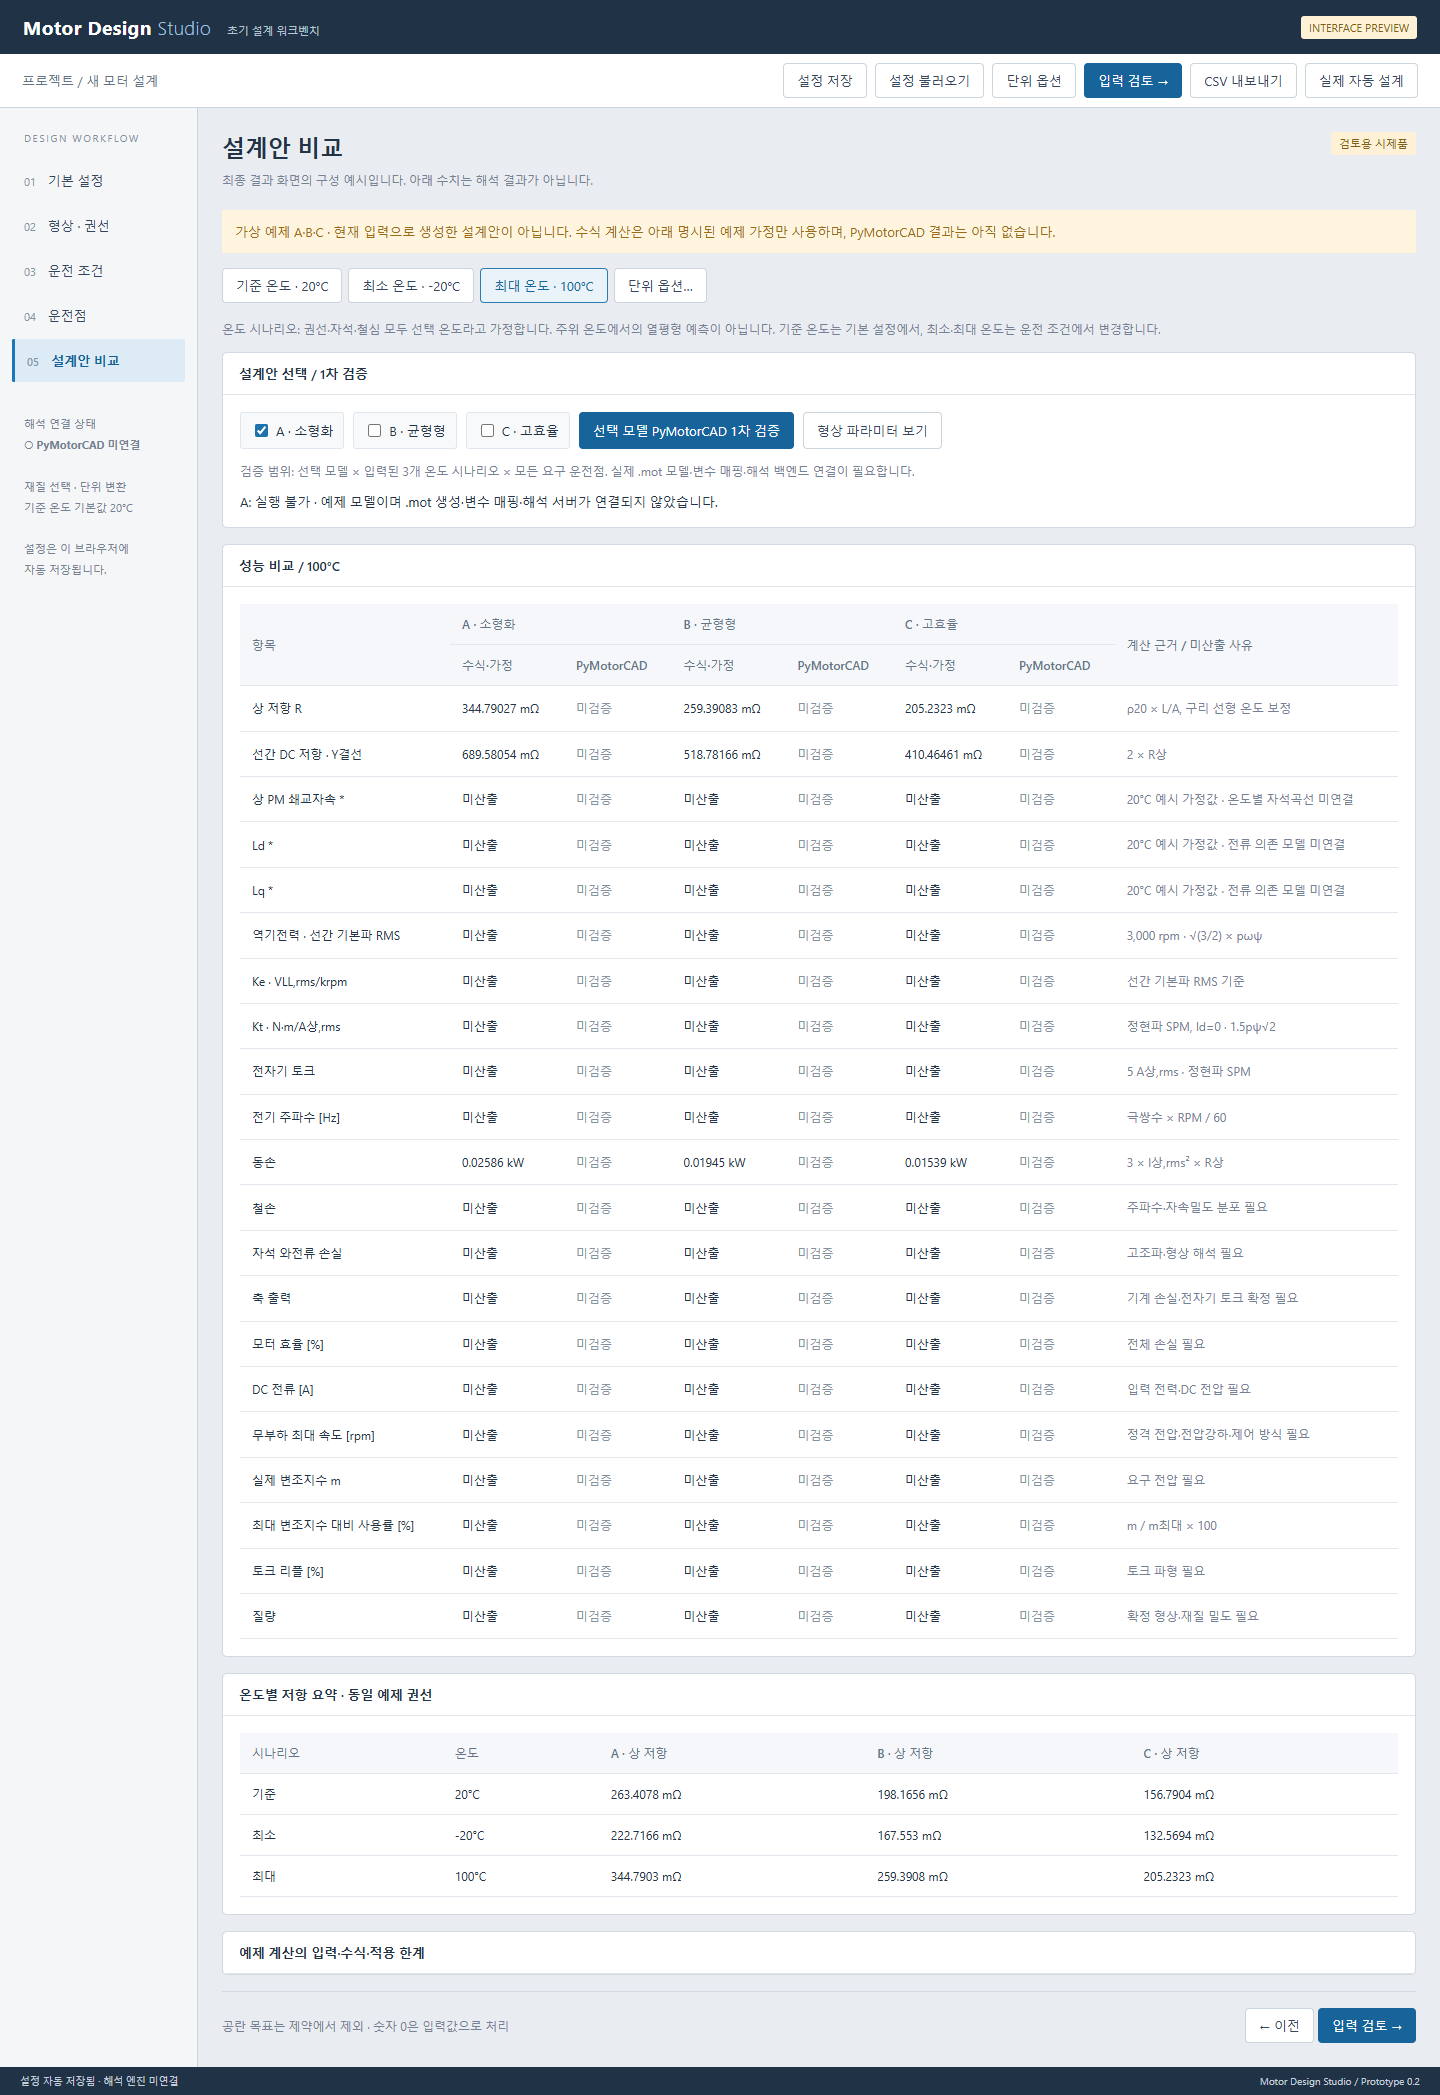 Motor Design Studio 초기 설계 워크벤치
INTERFACE PREVIEW
프로젝트 / 새 모터 설계
설정 저장
설정 불러오기
단위 옵션
입력 검토 →
CSV 내보내기
실제 자동 설계
DESIGN WORKFLOW
01 기본 설정
02 형상 · 권선
03 운전 조건
04 운전점
05 설계안 비교
해석 연결 상태
○ PyMotorCAD 미연결
재질 선택 · 단위 변환
기준 온도 기본값 20°C
설정은 이 브라우저에
자동 저장됩니다.
설계안 비교
검토용 시제품
최종 결과 화면의 구성 예시입니다. 아래 수치는 해석 결과가 아닙니다.
가상 예제 A·B·C · 현재 입력으로 생성한 설계안이 아닙니다. 수식 계산은 아래 명시된 예제 가정만 사용하며, PyMotorCAD 결과는 아직 없습니다.
기준 온도 · 20°C
최소 온도 · -20°C
최대 온도 · 100°C
단위 옵션...
온도 시나리오: 권선·자석·철심 모두 선택 온도라고 가정합니다. 주위 온도에서의 열평형 예측이 아닙니다. 기준 온도는 기본 설정에서, 최소·최대 온도는 운전 조건에서 변경합니다.
설계안 선택 / 1차 검증
A · 소형화
B · 균형형
C · 고효율
선택 모델 PyMotorCAD 1차 검증
형상 파라미터 보기
검증 범위: 선택 모델 × 입력된 3개 온도 시나리오 × 모든 요구 운전점. 실제 .mot 모델·변수 매핑·해석 백엔드 연결이 필요합니다.
A: 실행 불가 · 예제 모델이며 .mot 생성·변수 매핑·해석 서버가 연결되지 않았습니다.
성능 비교 / 100°C
항목 A · 소형화 B · 균형형 C · 고효율 계산 근거 / 미산출 사유
수식·가정 PyMotorCAD 수식·가정 PyMotorCAD 수식·가정 PyMotorCAD
상 저항 R 344.79027 mΩ 미검증 259.39083 mΩ 미검증 205.2323 mΩ 미검증 ρ20 × L/A, 구리 선형 온도 보정
선간 DC 저항 · Y결선 689.58054 mΩ 미검증 518.78166 mΩ 미검증 410.46461 mΩ 미검증 2 × R상
상 PM 쇄교자속 * 미산출 미검증 미산출 미검증 미산출 미검증 20°C 예시 가정값 · 온도별 자석곡선 미연결
Ld * 미산출 미검증 미산출 미검증 미산출 미검증 20°C 예시 가정값 · 전류 의존 모델 미연결
Lq * 미산출 미검증 미산출 미검증 미산출 미검증 20°C 예시 가정값 · 전류 의존 모델 미연결
역기전력 · 선간 기본파 RMS 미산출 미검증 미산출 미검증 미산출 미검증 3,000 rpm · √(3/2) × pωψ
Ke · VLL,rms/krpm 미산출 미검증 미산출 미검증 미산출 미검증 선간 기본파 RMS 기준
Kt · N·m/A상,rms 미산출 미검증 미산출 미검증 미산출 미검증 정현파 SPM, Id=0 · 1.5pψ√2
전자기 토크 미산출 미검증 미산출 미검증 미산출 미검증 5 A상,rms · 정현파 SPM
전기 주파수 [Hz] 미산출 미검증 미산출 미검증 미산출 미검증 극쌍수 × RPM / 60
동손 0.02586 kW 미검증 0.01945 kW 미검증 0.01539 kW 미검증 3 × I상,rms² × R상
철손 미산출 미검증 미산출 미검증 미산출 미검증 주파수·자속밀도 분포 필요
자석 와전류 손실 미산출 미검증 미산출 미검증 미산출 미검증 고조파·형상 해석 필요
축 출력 미산출 미검증 미산출 미검증 미산출 미검증 기계 손실·전자기 토크 확정 필요
모터 효율 [%] 미산출 미검증 미산출 미검증 미산출 미검증 전체 손실 필요
DC 전류 [A] 미산출 미검증 미산출 미검증 미산출 미검증 입력 전력·DC 전압 필요
무부하 최대 속도 [rpm] 미산출 미검증 미산출 미검증 미산출 미검증 정격 전압·전압강하·제어 방식 필요
실제 변조지수 m 미산출 미검증 미산출 미검증 미산출 미검증 요구 전압 필요
최대 변조지수 대비 사용률 [%] 미산출 미검증 미산출 미검증 미산출 미검증 m / m최대 × 100
토크 리플 [%] 미산출 미검증 미산출 미검증 미산출 미검증 토크 파형 필요
질량 미산출 미검증 미산출 미검증 미산출 미검증 확정 형상·재질 밀도 필요
온도별 저항 요약 · 동일 예제 권선
시나리오 온도 A · 상 저항 B · 상 저항 C · 상 저항
기준 20°C 263.4078 mΩ 198.1656 mΩ 156.7904 mΩ
최소 -20°C 222.7166 mΩ 167.553 mΩ 132.5694 mΩ
최대 100°C 344.7903 mΩ 259.3908 mΩ 205.2323 mΩ
예제 계산의 입력·수식·적용 한계
공란 목표는 제약에서 제외 · 숫자 0은 입력값으로 처리
← 이전
입력 검토 →
설정 자동 저장됨 · 해석 엔진 미연결
Motor Design Studio / Prototype 0.2